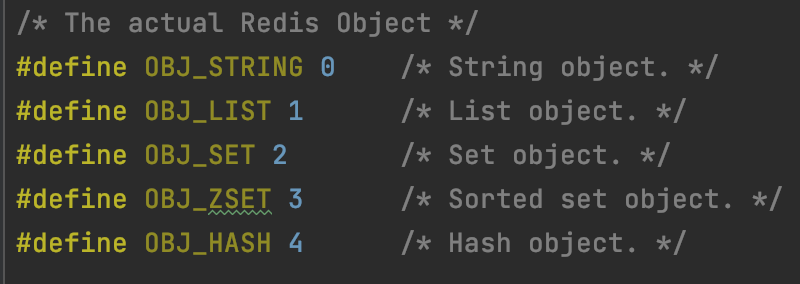 /* The actual Redis Object */
#define OBJ_STRING 0    /* String object. */
#define OBJ_LIST 1      /* List object. */
#define OBJ_SET 2       /* Set object. */
#define OBJ_ZSET 3      /* Sorted set object. */
#define OBJ_HASH 4      /* Hash object. */